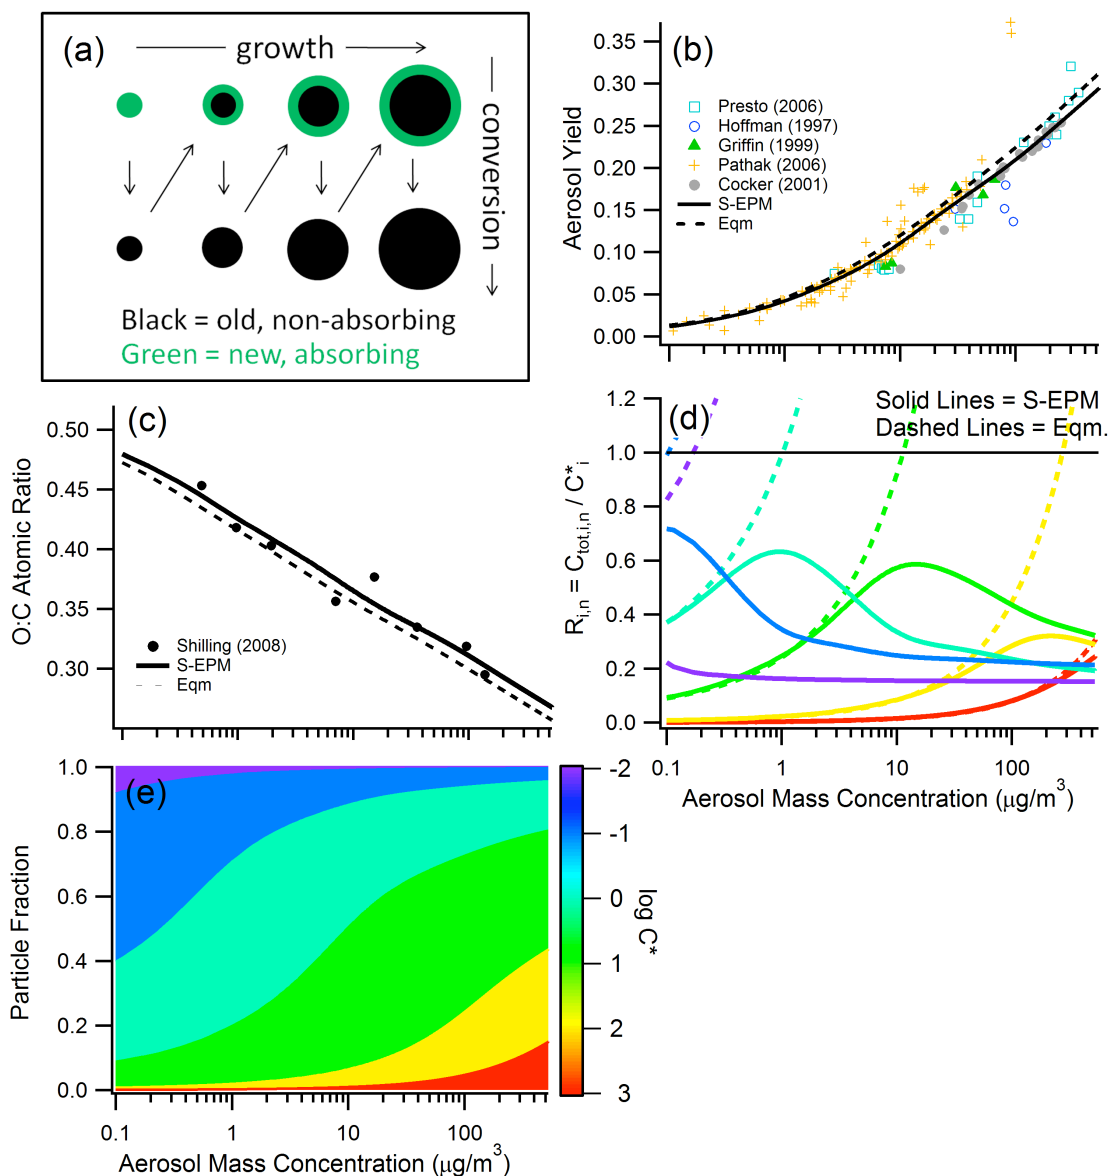 (a)
growth
conversion
Black = old, non-absorbing
Green = new, absorbing
(b)
Aerosol Yield
0.35
0.30
0.25
0.20
0.15
0.10
0.05
0.00
Presto (2006)
Hoffman (1997)
Griffin (1999)
Pathak (2006)
Cocker (2001)
S-EPM
Eqm
(c)
O:C Atomic Ratio
0.50
0.45
0.40
0.35
0.30
Shilling (2008)
S-EPM
Eqm
(d)
Solid Lines = S-EPM
Dashed Lines = Eqm.
R_i,n = C_tot,i,n / C*_i
1.2
1.0
0.8
0.6
0.4
0.2
0.0
0.1 1 10 100
Aerosol Mass Concentration (µg/m³)
(e)
Particle Fraction
1.0
0.8
0.6
0.4
0.2
0.0
0.1 1 10 100
Aerosol Mass Concentration (µg/m³)
-2
-1
0
1
2
3
log C*